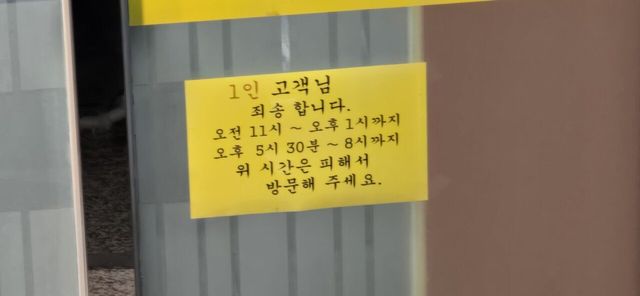 1인 고객님
죄송 합니다.
오전 11시 ~ 오후 1시까지
오후 5시 30분 ~ 8시까지
위 시간은 피해서
방문해 주세요.